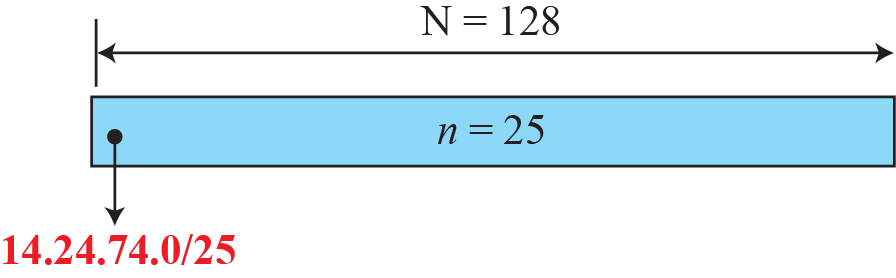 N = 128
n = 25
14.24.74.0/25